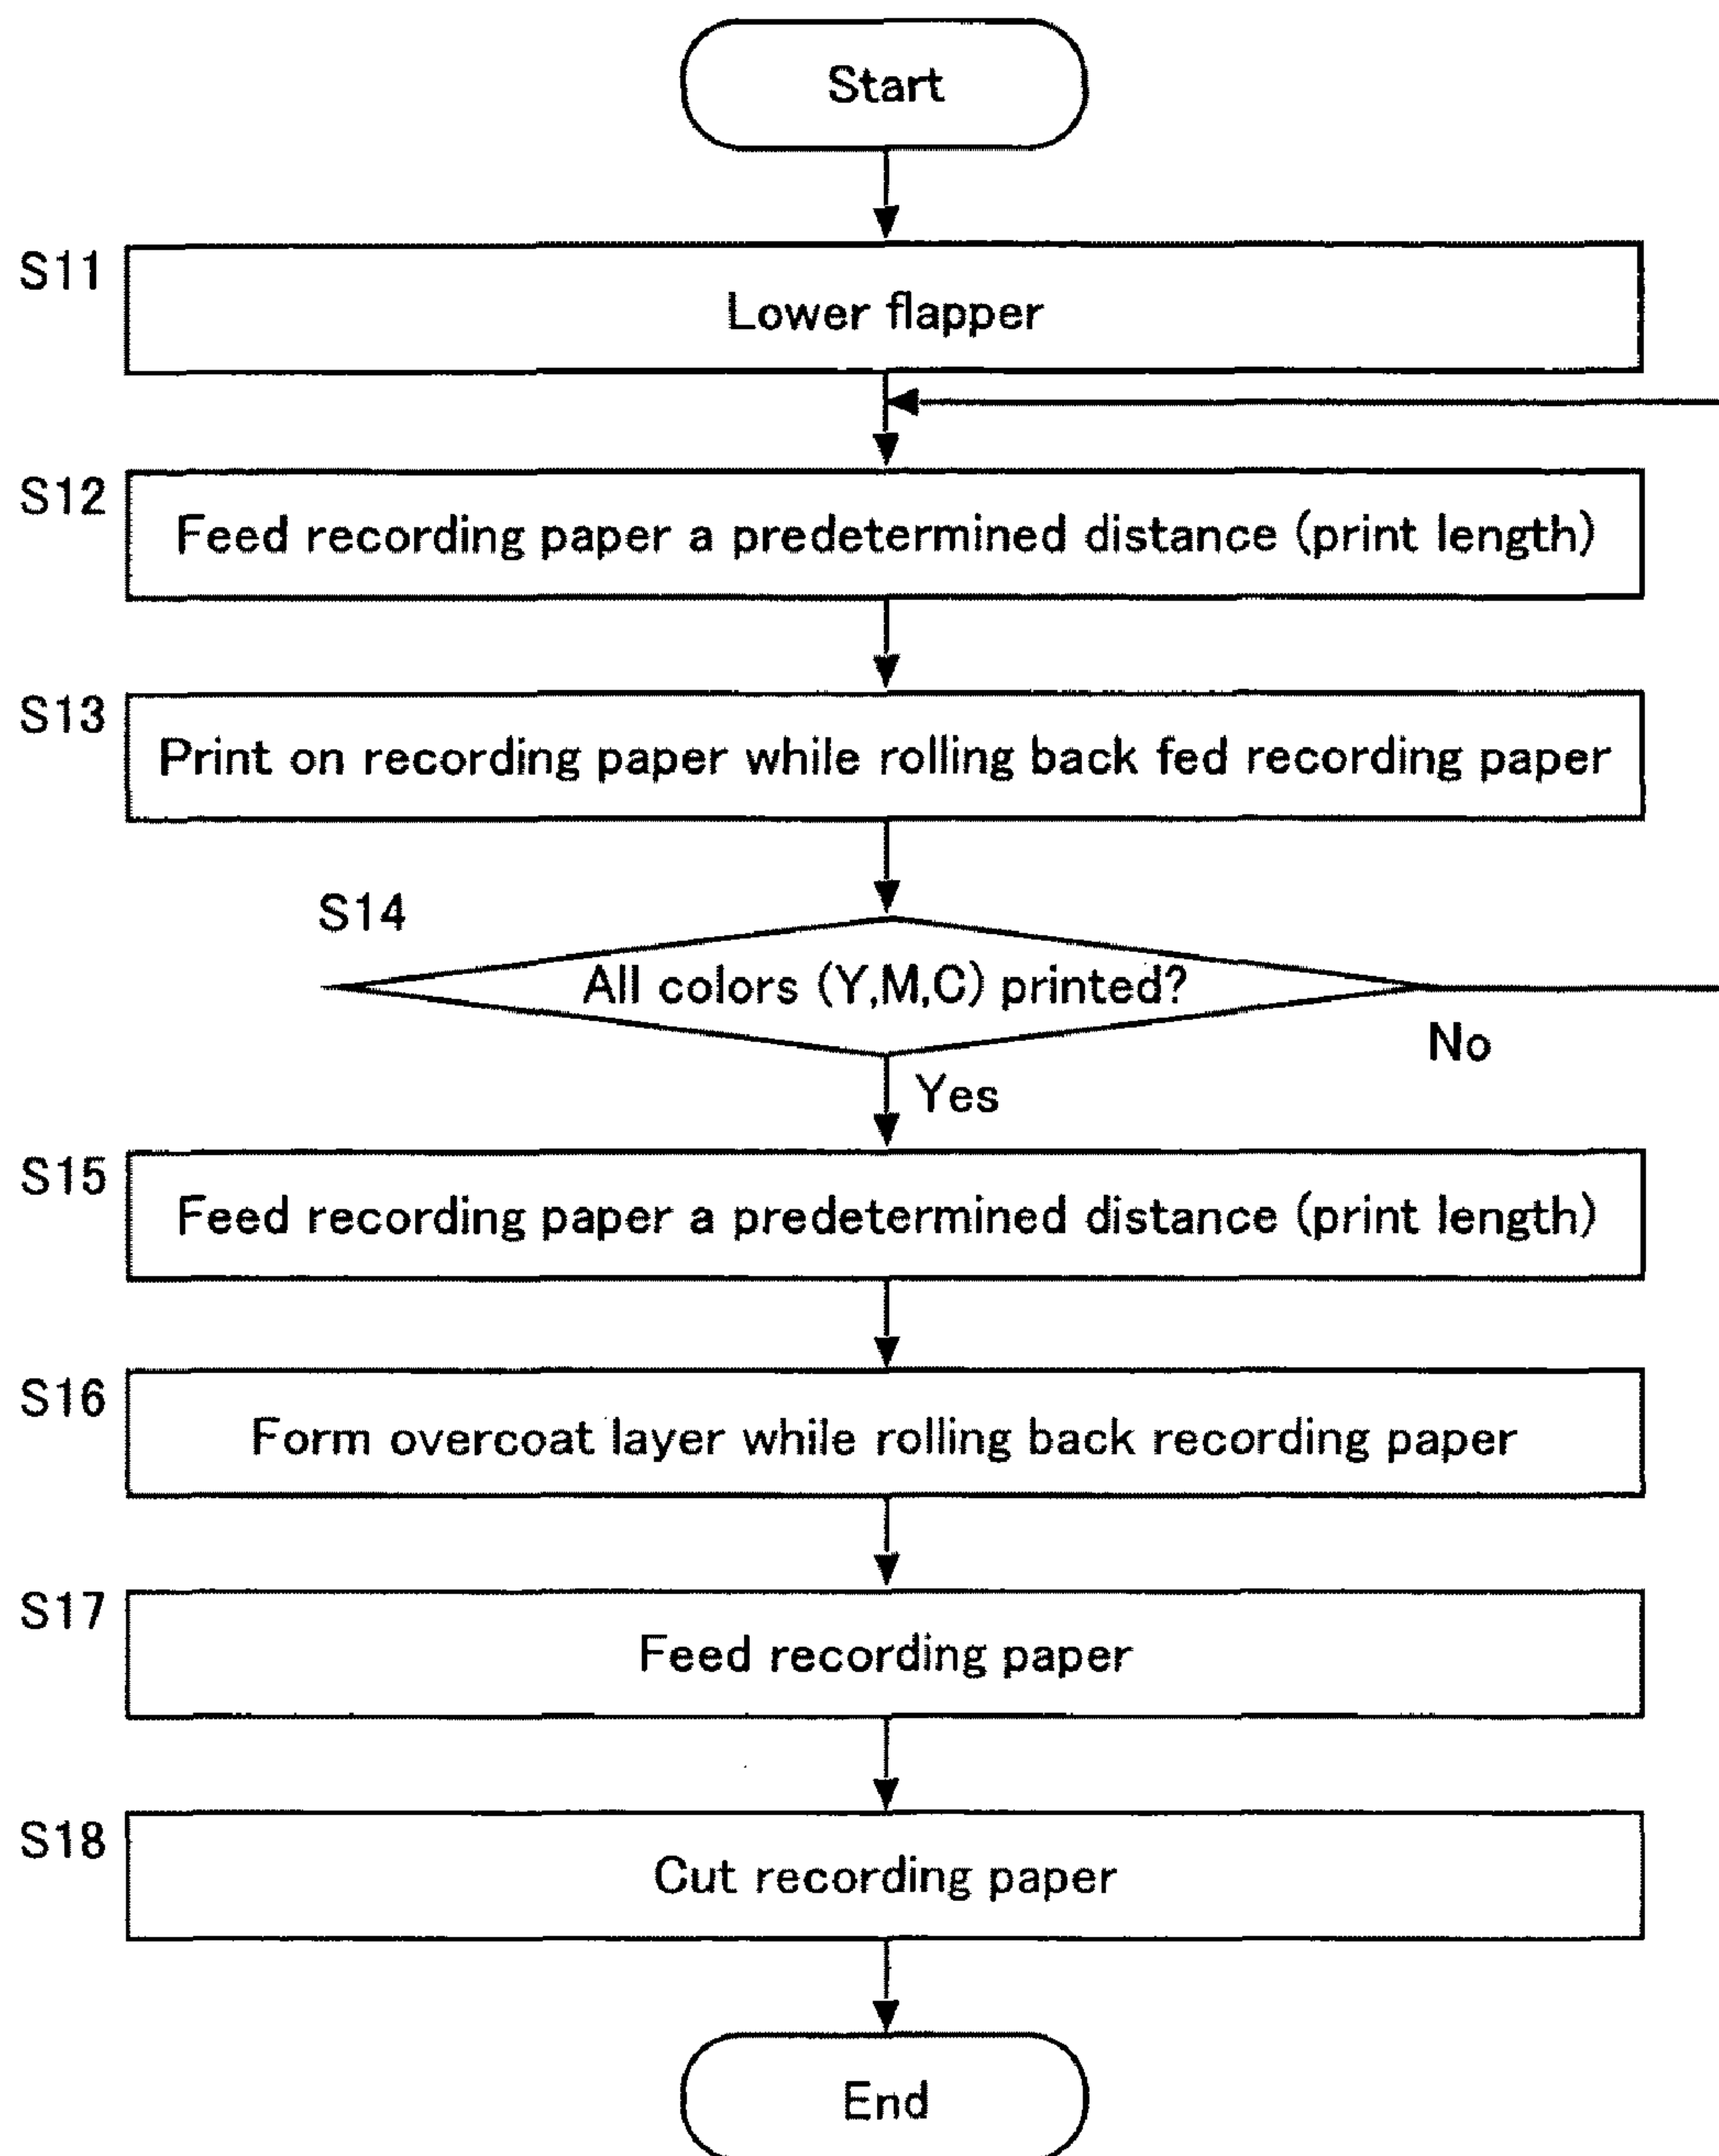 Start
S11
Lower flapper
S12
Feed recording paper a predetermined distance (print length)
S13
Print on recording paper while rolling back fed recording paper
S14
All colors (Y,M,C) printed?
No
Yes
S15
Feed recording paper a predetermined distance (print length)
S16
Form overcoat layer while rolling back recording paper
S17
Feed recording paper
S18
Cut recording paper
End